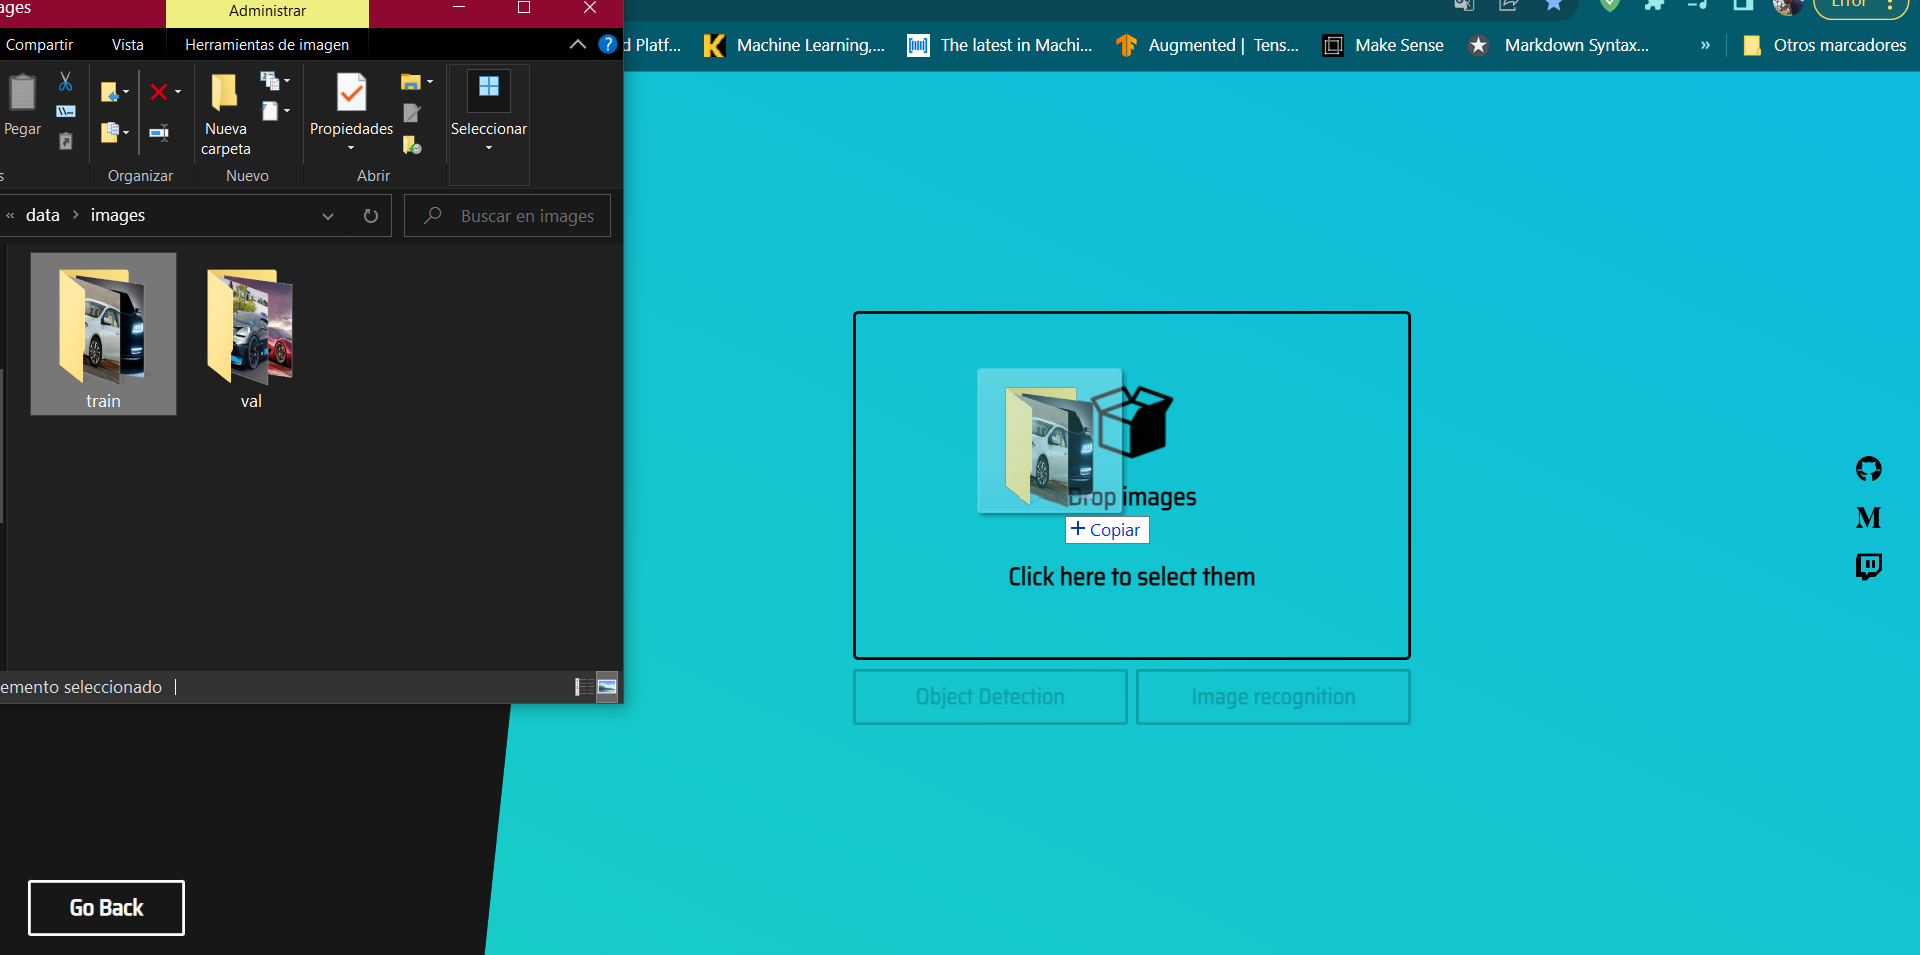 ages
Administrar
Error
Compartir
Vista
Herramientas de imagen
d Platf...
Machine Learning,...
The latest in Machi...
Augmented | Tens...
Make Sense
Markdown Syntax...
»
Otros marcadores
Pegar
Nueva
carpeta
Propiedades
Seleccionar
s
Organizar
Nuevo
Abrir
« data > images
Buscar en images
train
val
Drop images
+ Copiar
Click here to select them
emento seleccionado
Object Detection
Image recognition
Go Back